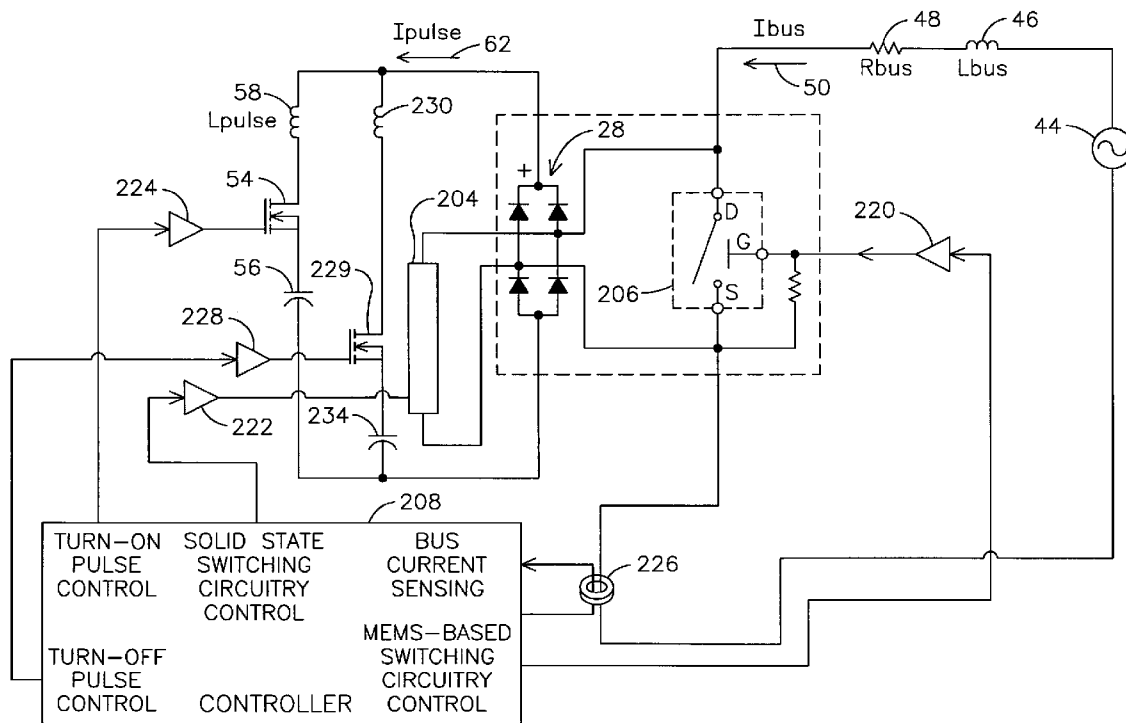 Ipulse
62
Ibus
50
48
Rbus
46
Lbus
44
58
Lpulse
230
28
+
54
204
224
D
G
S
206
220
56
229
228
222
234
208
226
TURN-ON
PULSE
CONTROL
SOLID STATE
SWITCHING
CIRCUITRY
CONTROL
BUS
CURRENT
SENSING
TURN-OFF
PULSE
CONTROL
CONTROLLER
MEMS-BASED
SWITCHING
CIRCUITRY
CONTROL